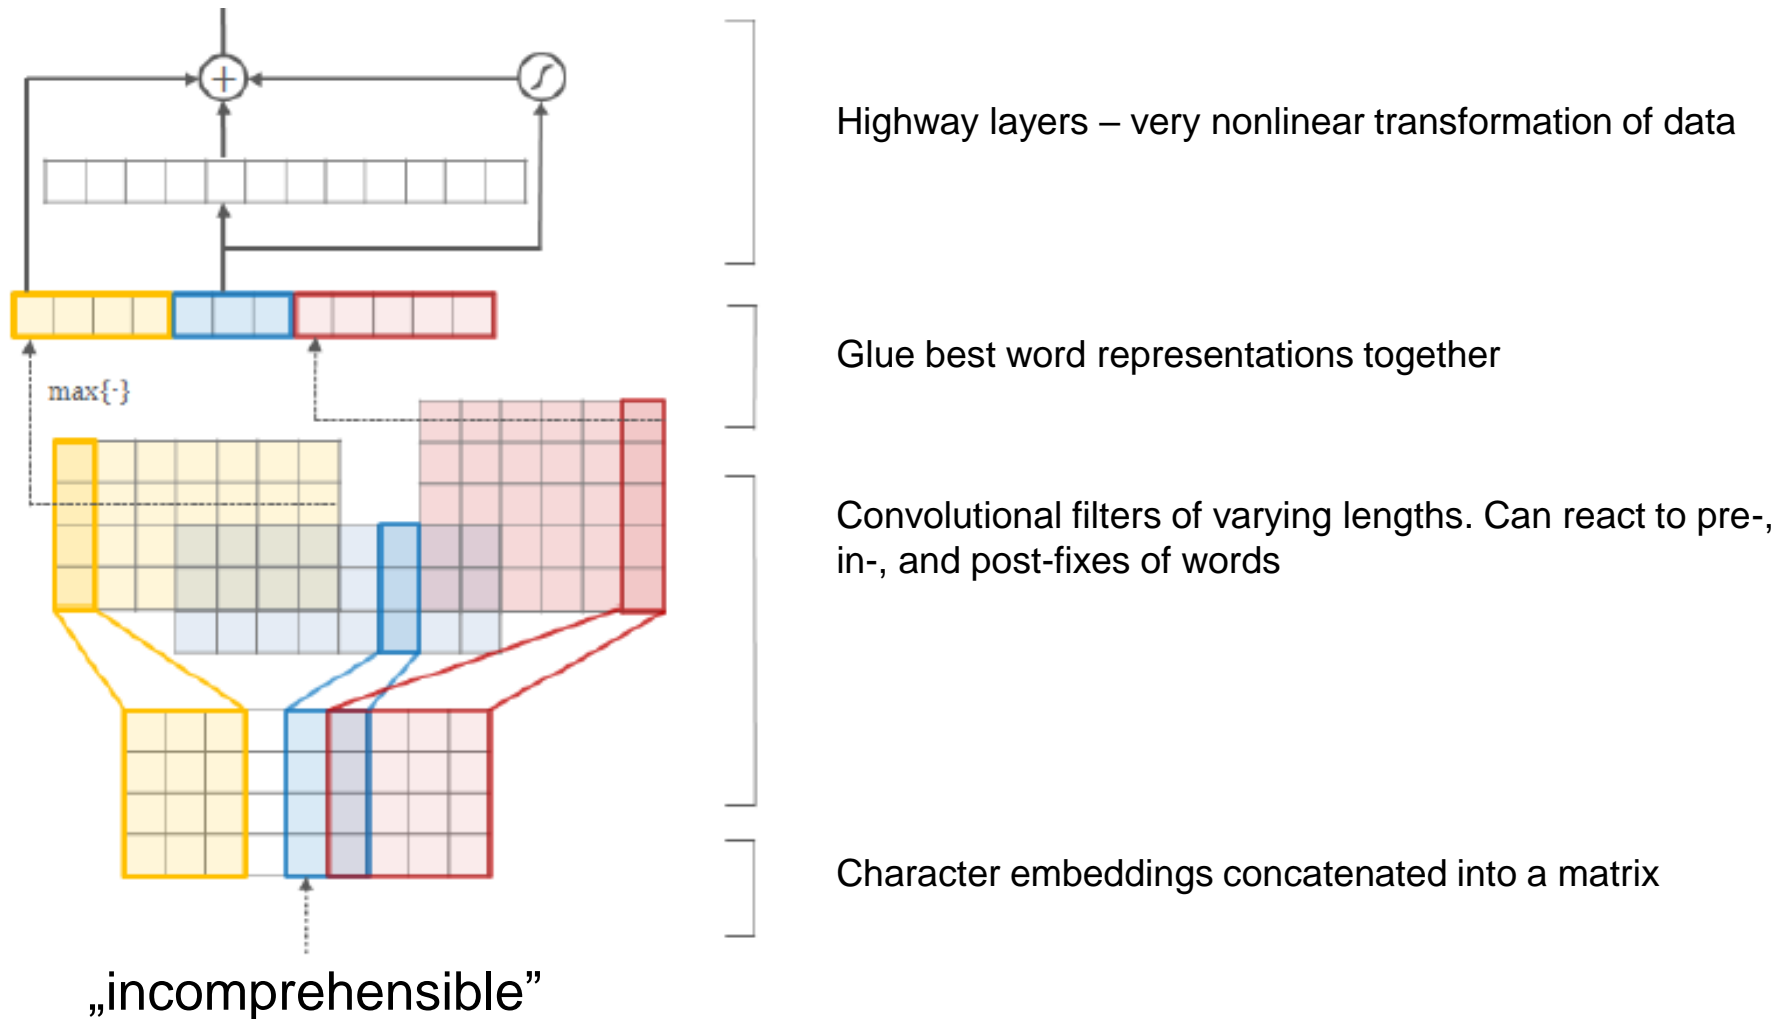 Highway layers – very nonlinear transformation of data
Glue best word representations together
max{·}
Convolutional filters of varying lengths. Can react to pre-,
in-, and post-fixes of words
Character embeddings concatenated into a matrix
„incomprehensible”